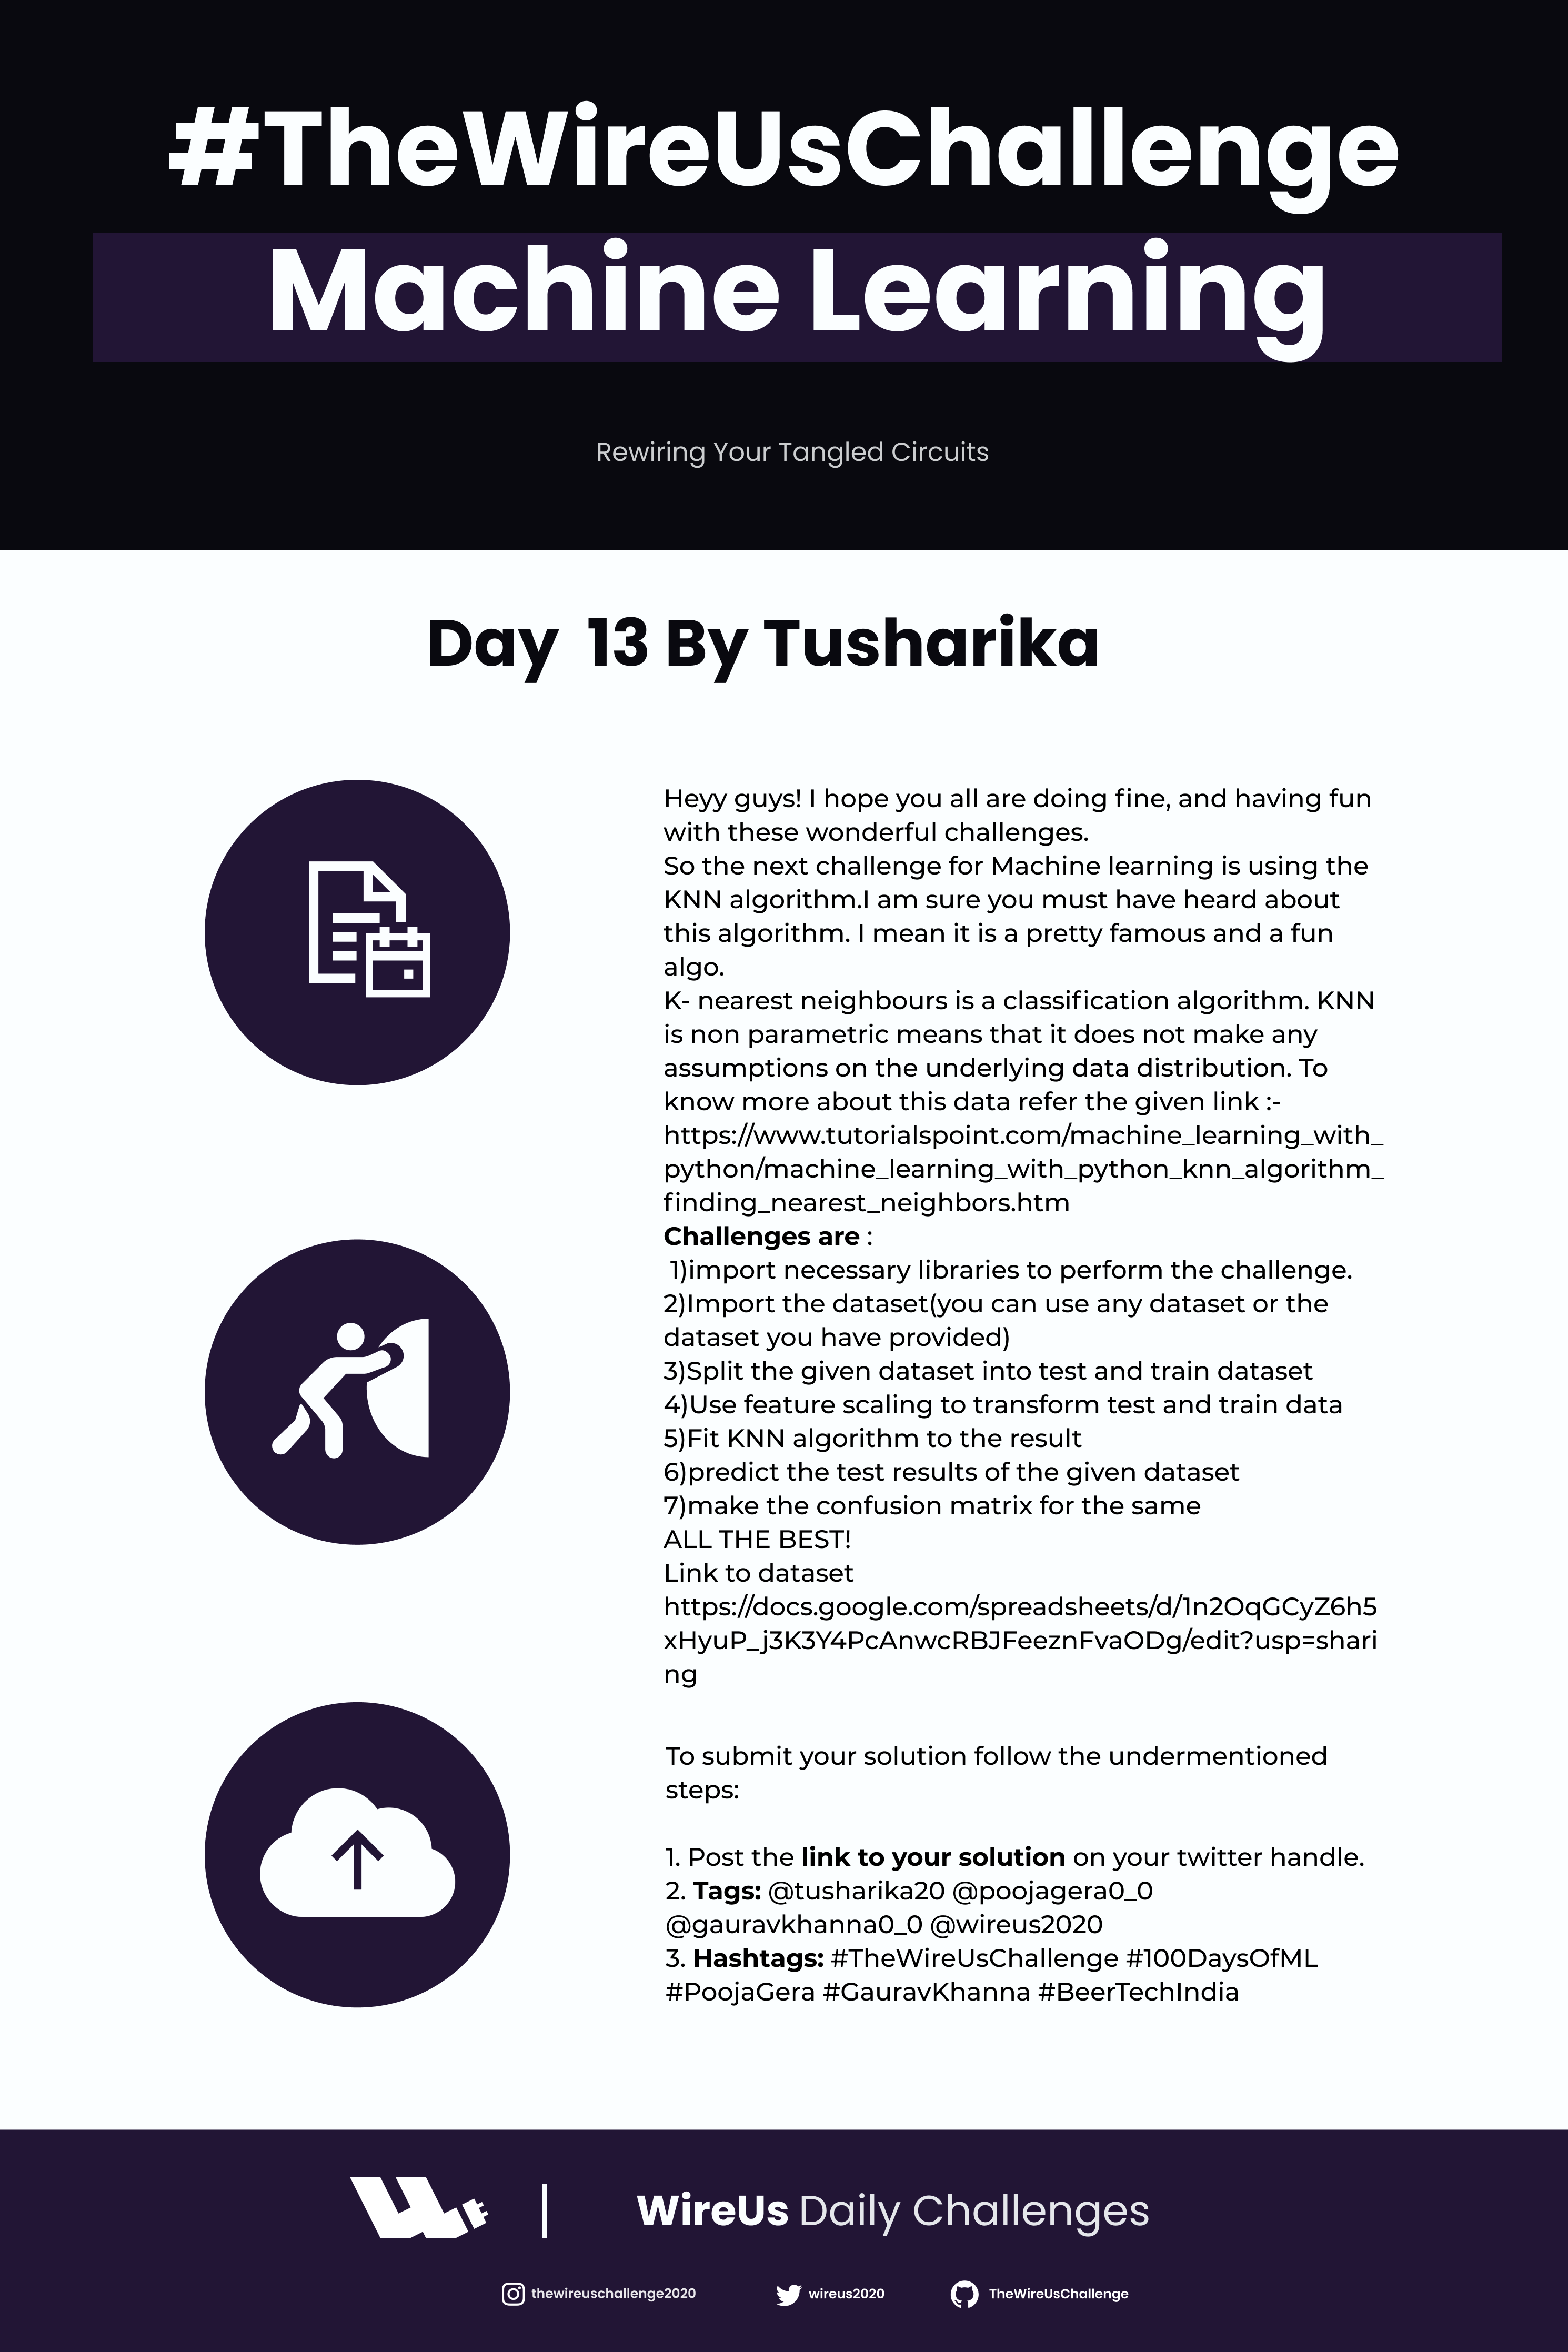 #TheWireUsChallenge
Machine Learning
Rewiring Your Tangled Circuits
Day  13 By Tusharika
Heyy guys! I hope you all are doing fine, and having fun
with these wonderful challenges.
So the next challenge for Machine learning is using the
KNN algorithm.I am sure you must have heard about
this algorithm. I mean it is a pretty famous and a fun
algo.
K- nearest neighbours is a classification algorithm. KNN
is non parametric means that it does not make any
assumptions on the underlying data distribution. To
know more about this data refer the given link :-
https://www.tutorialspoint.com/machine_learning_with_
python/machine_learning_with_python_knn_algorithm_
finding_nearest_neighbors.htm
Challenges are :
1)import necessary libraries to perform the challenge.
2)Import the dataset(you can use any dataset or the
dataset you have provided)
3)Split the given dataset into test and train dataset
4)Use feature scaling to transform test and train data
5)Fit KNN algorithm to the result
6)predict the test results of the given dataset
7)make the confusion matrix for the same
ALL THE BEST!
Link to dataset
https://docs.google.com/spreadsheets/d/1n2OqGCyZ6h5
xHyuP_j3K3Y4PcAnwcRBJFeeznFvaODg/edit?usp=shari
ng
To submit your solution follow the undermentioned
steps:
1. Post the link to your solution on your twitter handle.
2. Tags: @tusharika20 @poojagera0_0
@gauravkhanna0_0 @wireus2020
3. Hashtags: #TheWireUsChallenge #100DaysOfML
#PoojaGera #GauravKhanna #BeerTechIndia
WireUs Daily Challenges
thewireuschallenge2020 wireus2020 TheWireUsChallenge